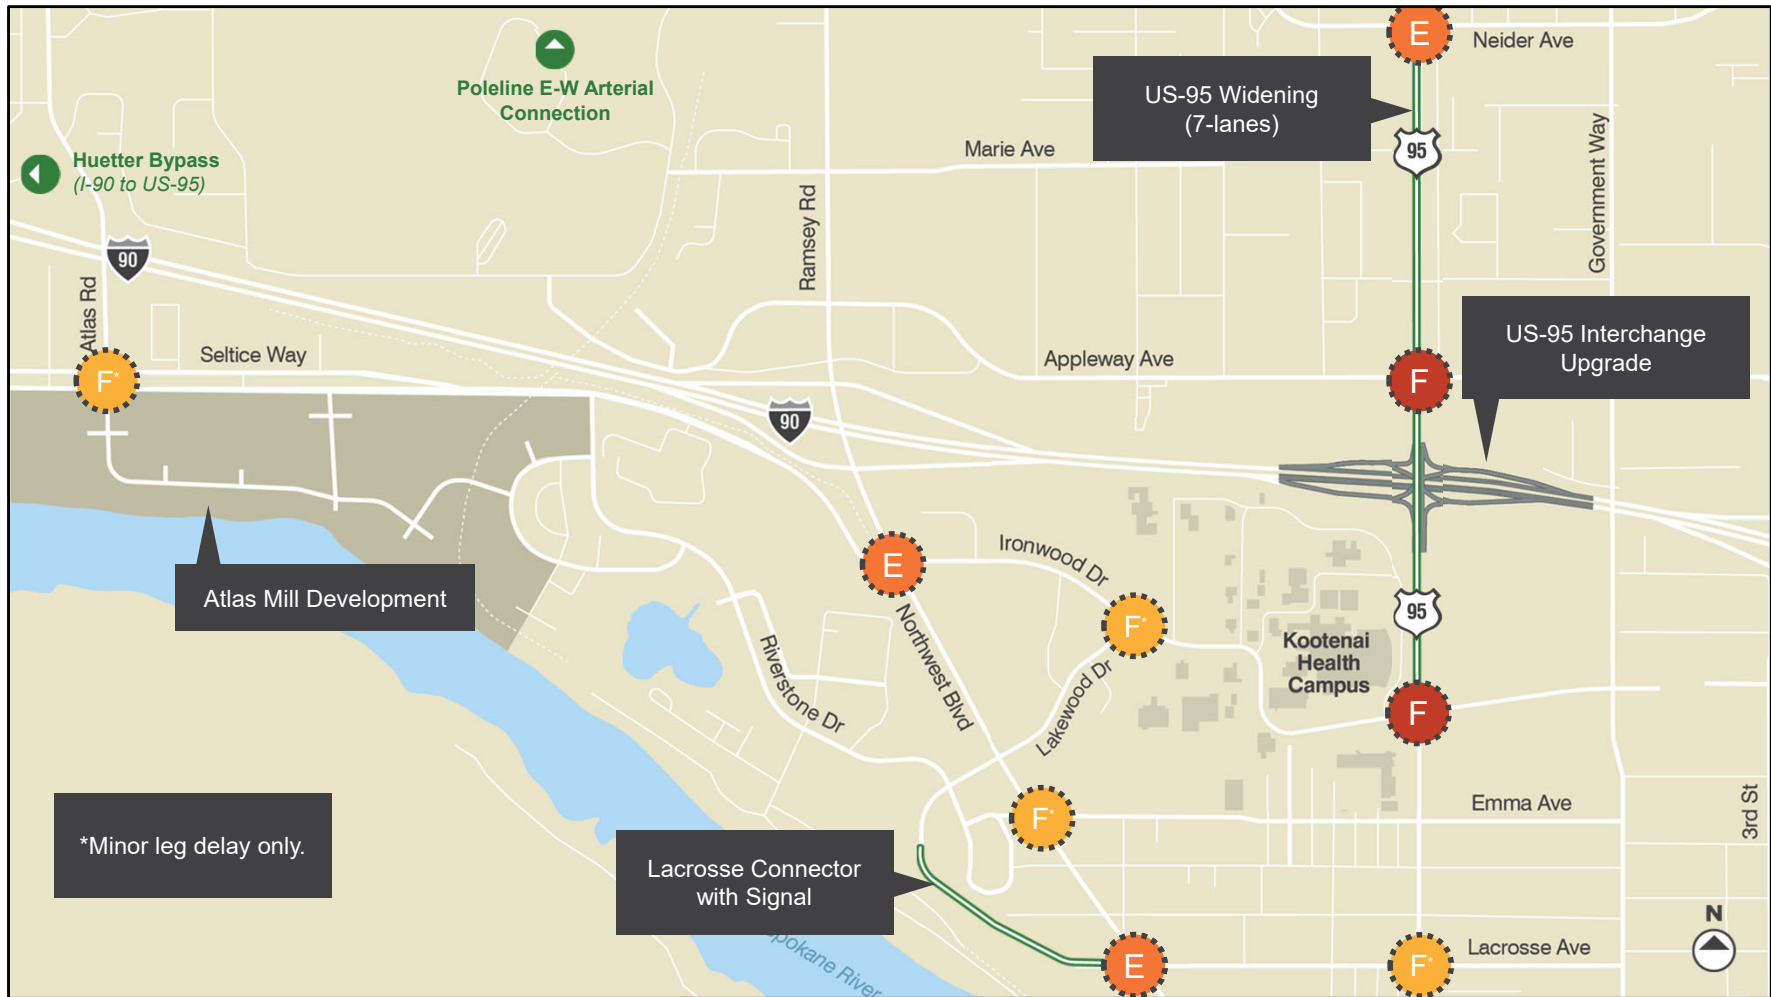 E
Neider Ave
Poleline E-W Arterial
Connection
US-95 Widening
(7-lanes)
95
Government Way
Marie Ave
Huetter Bypass
(I-90 to US-95)
Ramsey Rd
90
Atlas Rd
US-95 Interchange
Upgrade
Seltice Way
Appleway Ave
F*
F
90
Ironwood Dr
E
Atlas Mill Development
F*
95
Kootenai
Health
Campus
Northwest Blvd
Riverstone Dr
Lakewood Dr
F
Emma Ave
3rd St
F*
*Minor leg delay only.
Lacrosse Connector
with Signal
N
Spokane River
Lacrosse Ave
E
F*